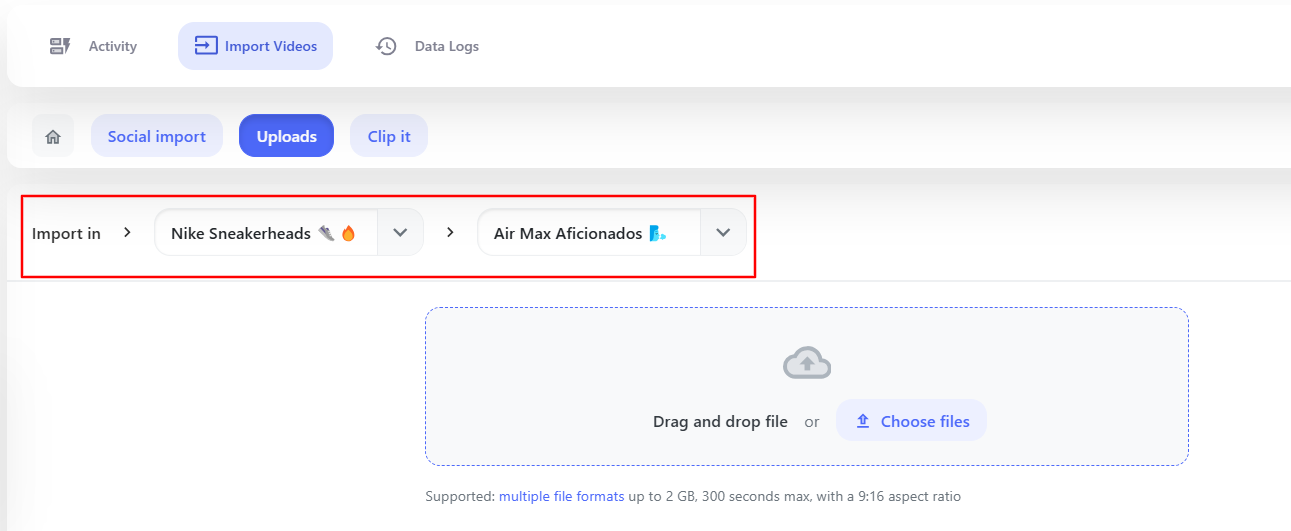 Activity Import Videos Data Logs
Social import Uploads Clip it
Import in > Nike Sneakerheads 👟 🔥 > Air Max Aficionados 🌬️
Drag and drop file or Choose files
Supported: multiple file formats up to 2 GB, 300 seconds max, with a 9:16 aspect ratio